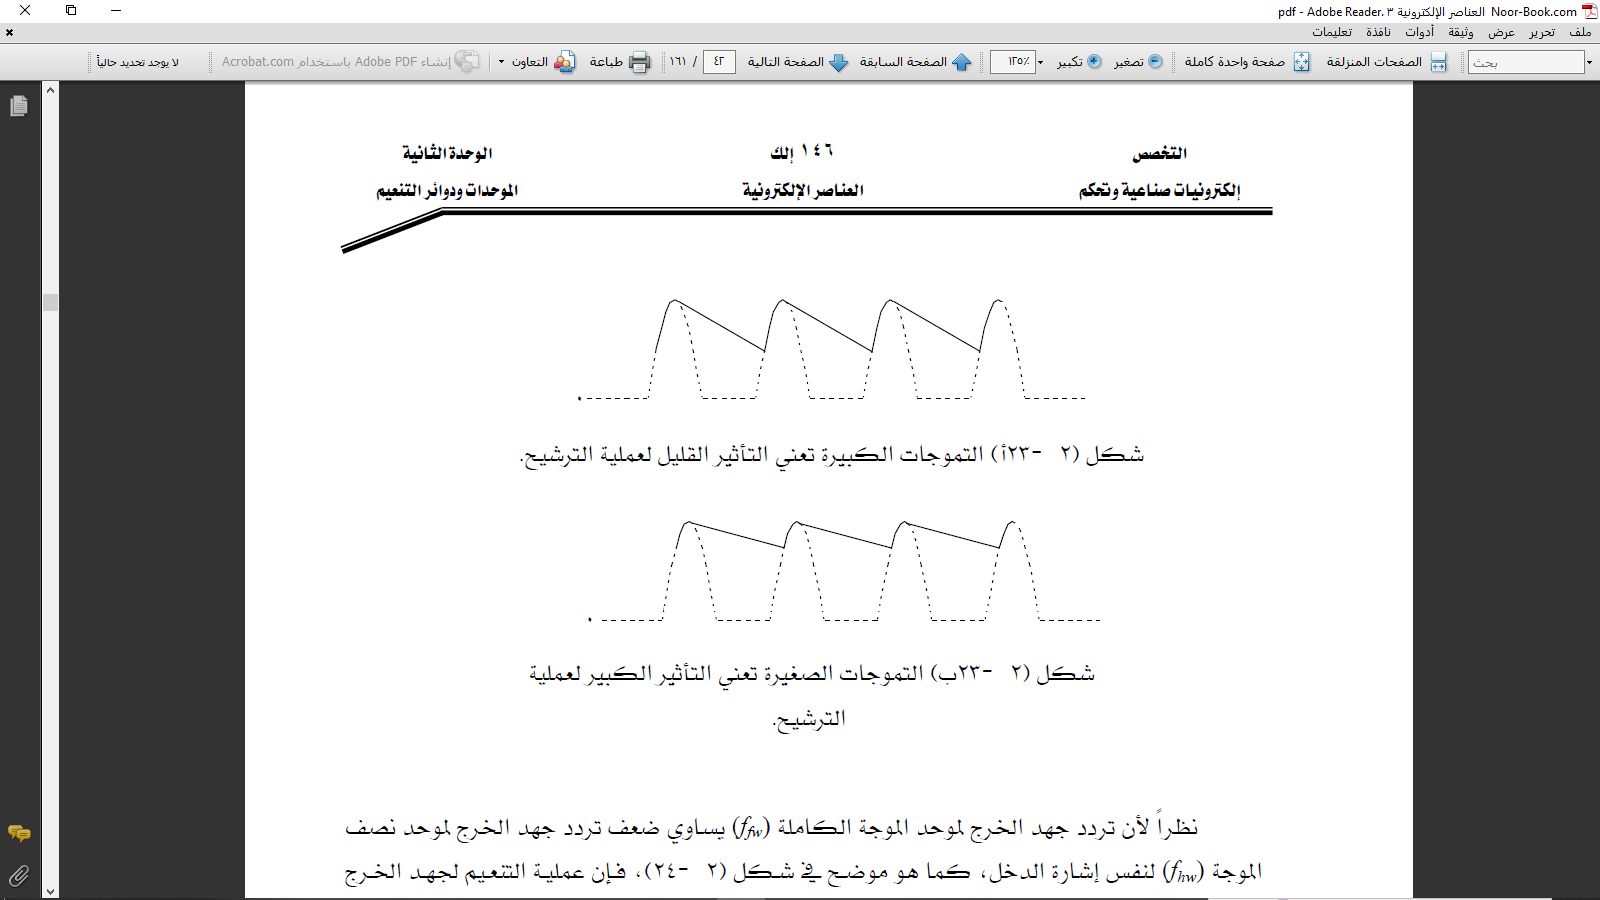 Noor-Book.com العناصر الإلكترونية ٣ .pdf - Adobe Reader
ملف تحرير عرض وثيقة أدوات نافذة تعليمات
بحث الصفحات المنزلقة صفحة واحدة كاملة تصغير تكبير ١٢٥٪ الصفحة السابقة الصفحة التالية ٤٢ / ١٦١ طباعة التعاون إنشاء Adobe PDF باستخدام Acrobat.com لا يوجد تحديد حالياً
التخصص ١٤٦ إلك الوحدة الثانية
إلكترونيات صناعية وتحكم العناصر الإلكترونية الموحدات ودوائر التنعيم
٠
شكل (٢ -٢٣أ) التموجات الكبيرة تعني التأثير القليل لعملية الترشيح.
٠
شكل (٢ -٢٣ب) التموجات الصغيرة تعني التأثير الكبير لعملية
الترشيح.
نظراً لأن تردد جهد الخرج لموحد الموجة الكاملة (ffw) يساوي ضعف تردد جهد الخرج لموحد نصف
الموجة (fhw) لنفس إشارة الدخل، كما هو موضح في شكل (٢ -٢٤)، فإن عملية التنعيم لجهد الخرج